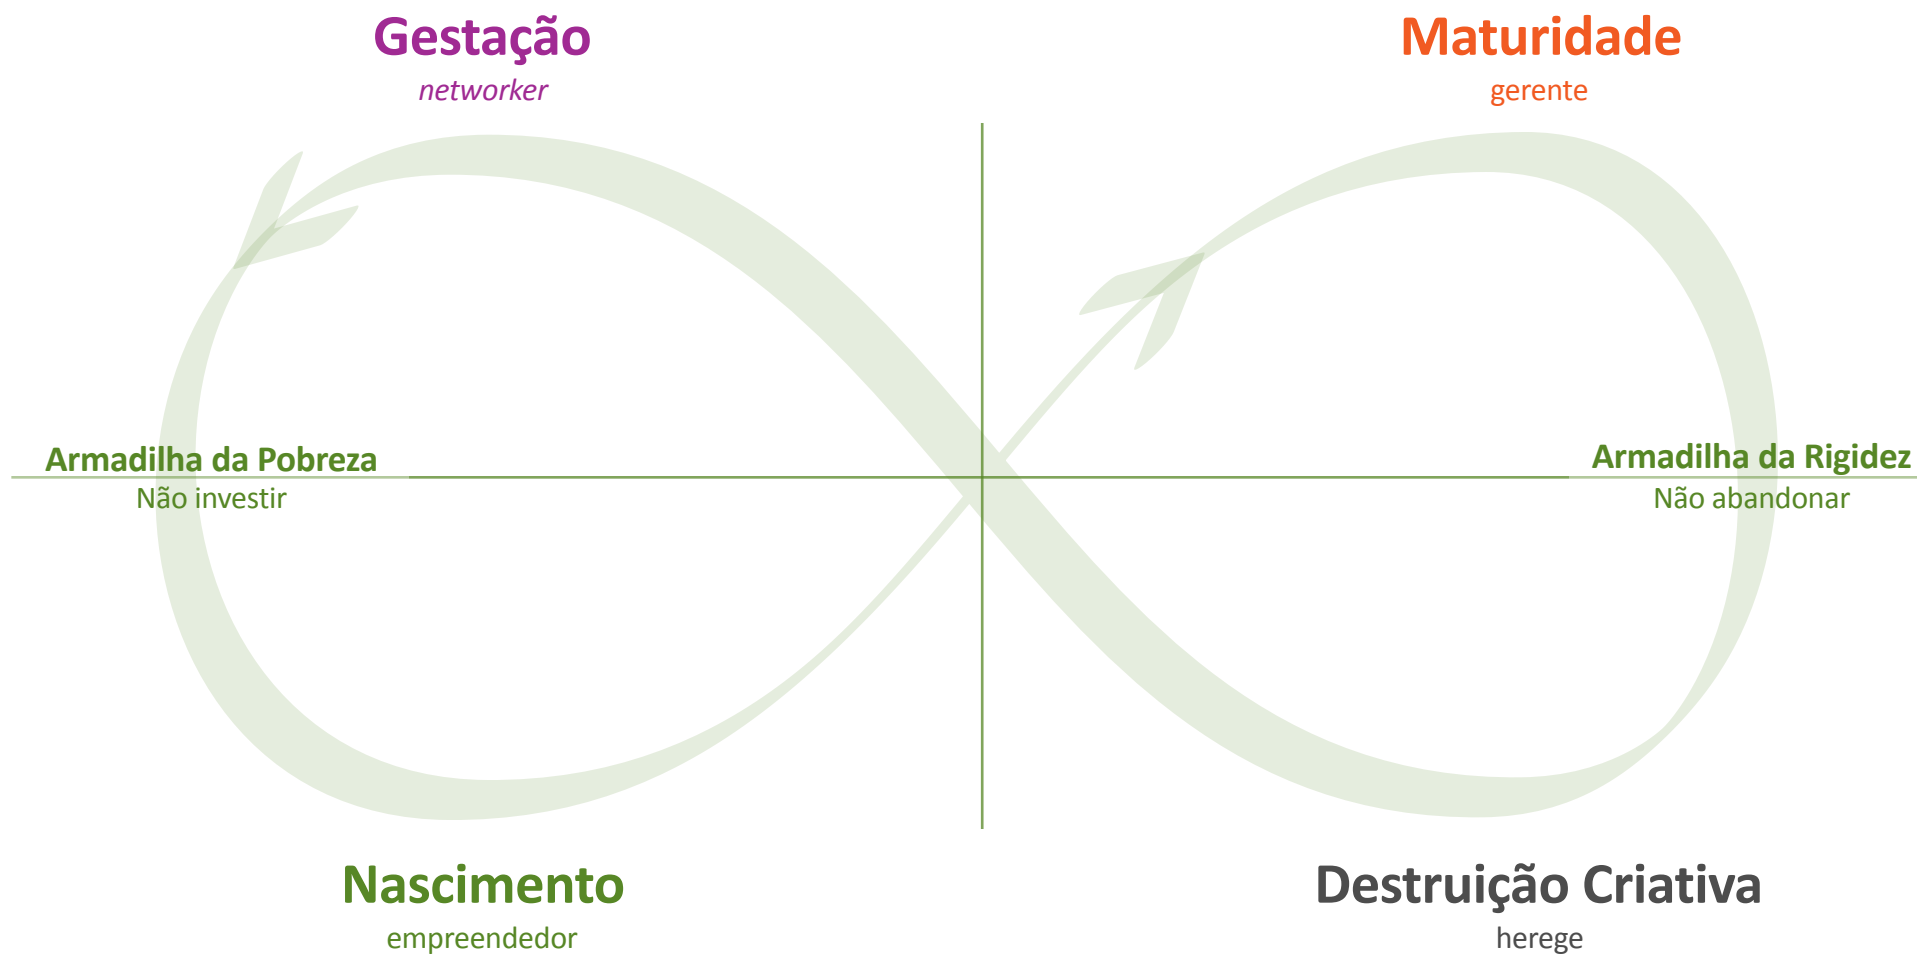 Gestação
networker
Maturidade
gerente
Armadilha da Pobreza
Não investir
Armadilha da Rigidez
Não abandonar
Nascimento
empreendedor
Destruição Criativa
herege